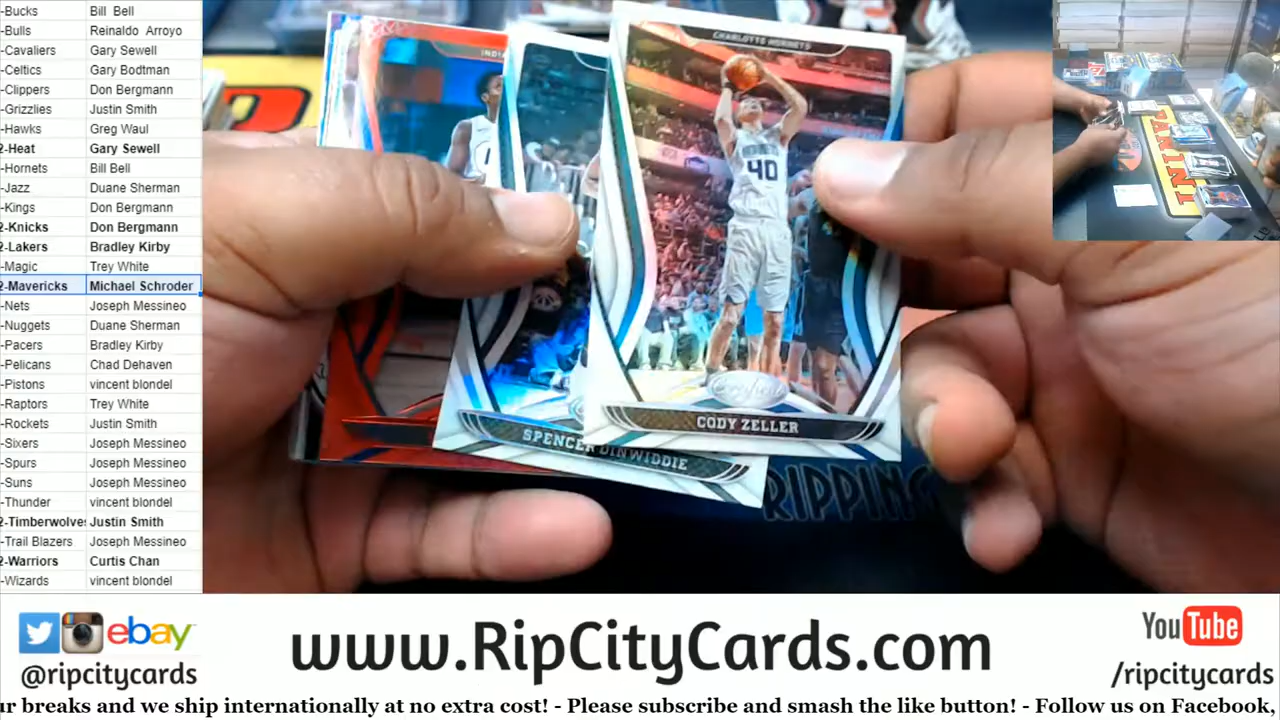 -Bucks Bill Bell
-Bulls Reinaldo Arroyo
-Cavaliers Gary Sewell
-Celtics Gary Bodtman
-Clippers Don Bergmann
-Grizzlies Justin Smith
-Hawks Greg Waul
2-Heat Gary Sewell
-Hornets Bill Bell
-Jazz Duane Sherman
-Kings Don Bergmann
2-Knicks Don Bergmann
2-Lakers Bradley Kirby
-Magic Trey White
2-Mavericks Michael Schroder
-Nets Joseph Messineo
-Nuggets Duane Sherman
-Pacers Bradley Kirby
-Pelicans Chad Dehaven
-Pistons vincent blondel
-Raptors Trey White
-Rockets Justin Smith
-Sixers Joseph Messineo
-Spurs Joseph Messineo
-Suns Joseph Messineo
-Thunder vincent blondel
2-Timberwolves Justin Smith
-Trail Blazers Joseph Messineo
2-Warriors Curtis Chan
-Wizards vincent blondel
CHARLOTTE HORNETS
INDIA
HORNETS
40
Certified
CODY ZELLER
SPENCER DINWIDDIE
RIPPING
PANINI
ebay
@ripcitycards
www.RipCityCards.com
YouTube
/ripcitycards
ur breaks and we ship internationally at no extra cost! - Please subscribe and smash the like button! - Follow us on Facebook,